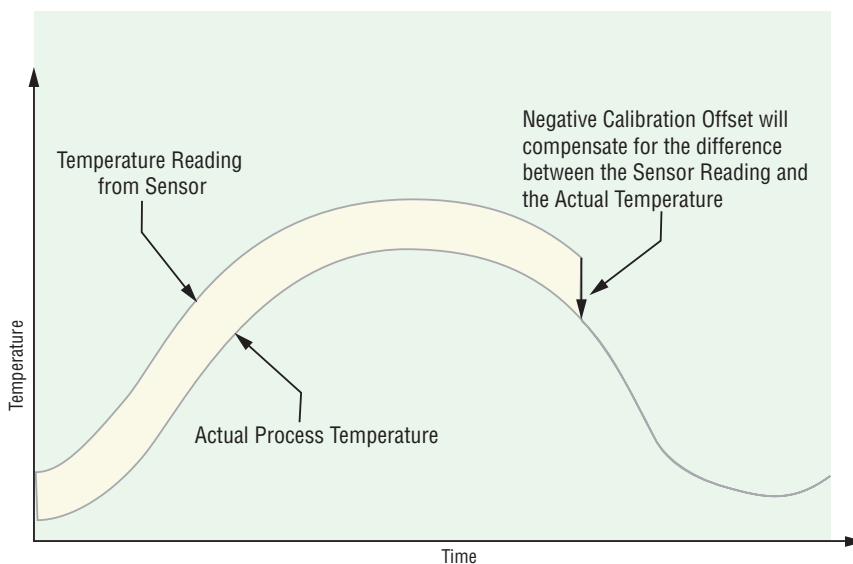 Negative Calibration Offset will
compensate for the difference
between the Sensor Reading and
the Actual Temperature
Temperature Reading
from Sensor
Temperature
Actual Process Temperature
Time